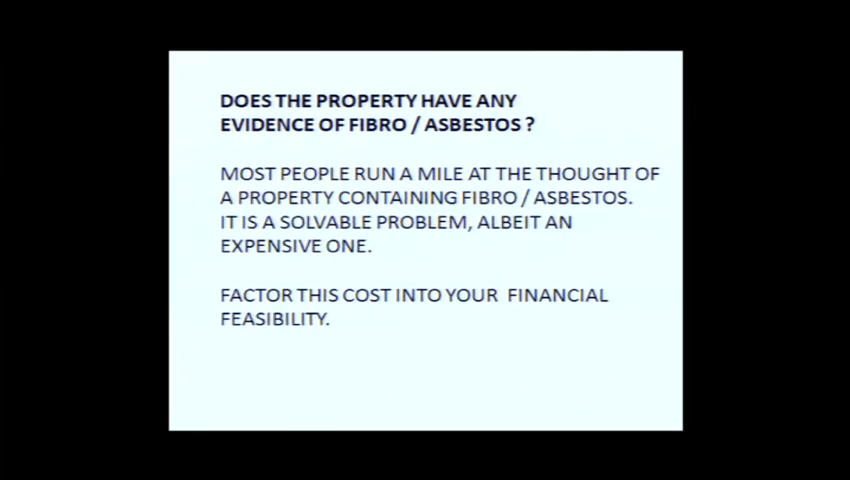 DOES THE PROPERTY HAVE ANY
EVIDENCE OF FIBRO / ASBESTOS ?
MOST PEOPLE RUN A MILE AT THE THOUGHT OF
A PROPERTY CONTAINING FIBRO / ASBESTOS.
IT IS A SOLVABLE PROBLEM, ALBEIT AN
EXPENSIVE ONE.
FACTOR THIS COST INTO YOUR FINANCIAL
FEASIBILITY.